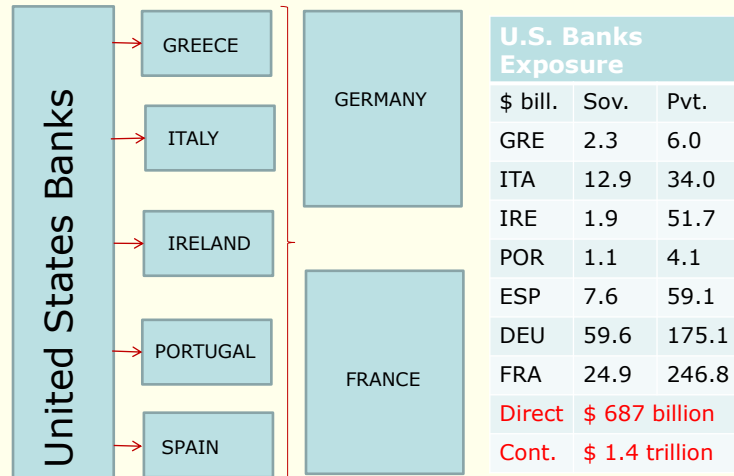 United States Banks
GREECE
ITALY
IRELAND
PORTUGAL
SPAIN
GERMANY
FRANCE
U.S. Banks
Exposure
$ bill. Sov. Pvt.
GRE 2.3 6.0
ITA 12.9 34.0
IRE 1.9 51.7
POR 1.1 4.1
ESP 7.6 59.1
DEU 59.6 175.1
FRA 24.9 246.8
Direct $ 687 billion
Cont. $ 1.4 trillion